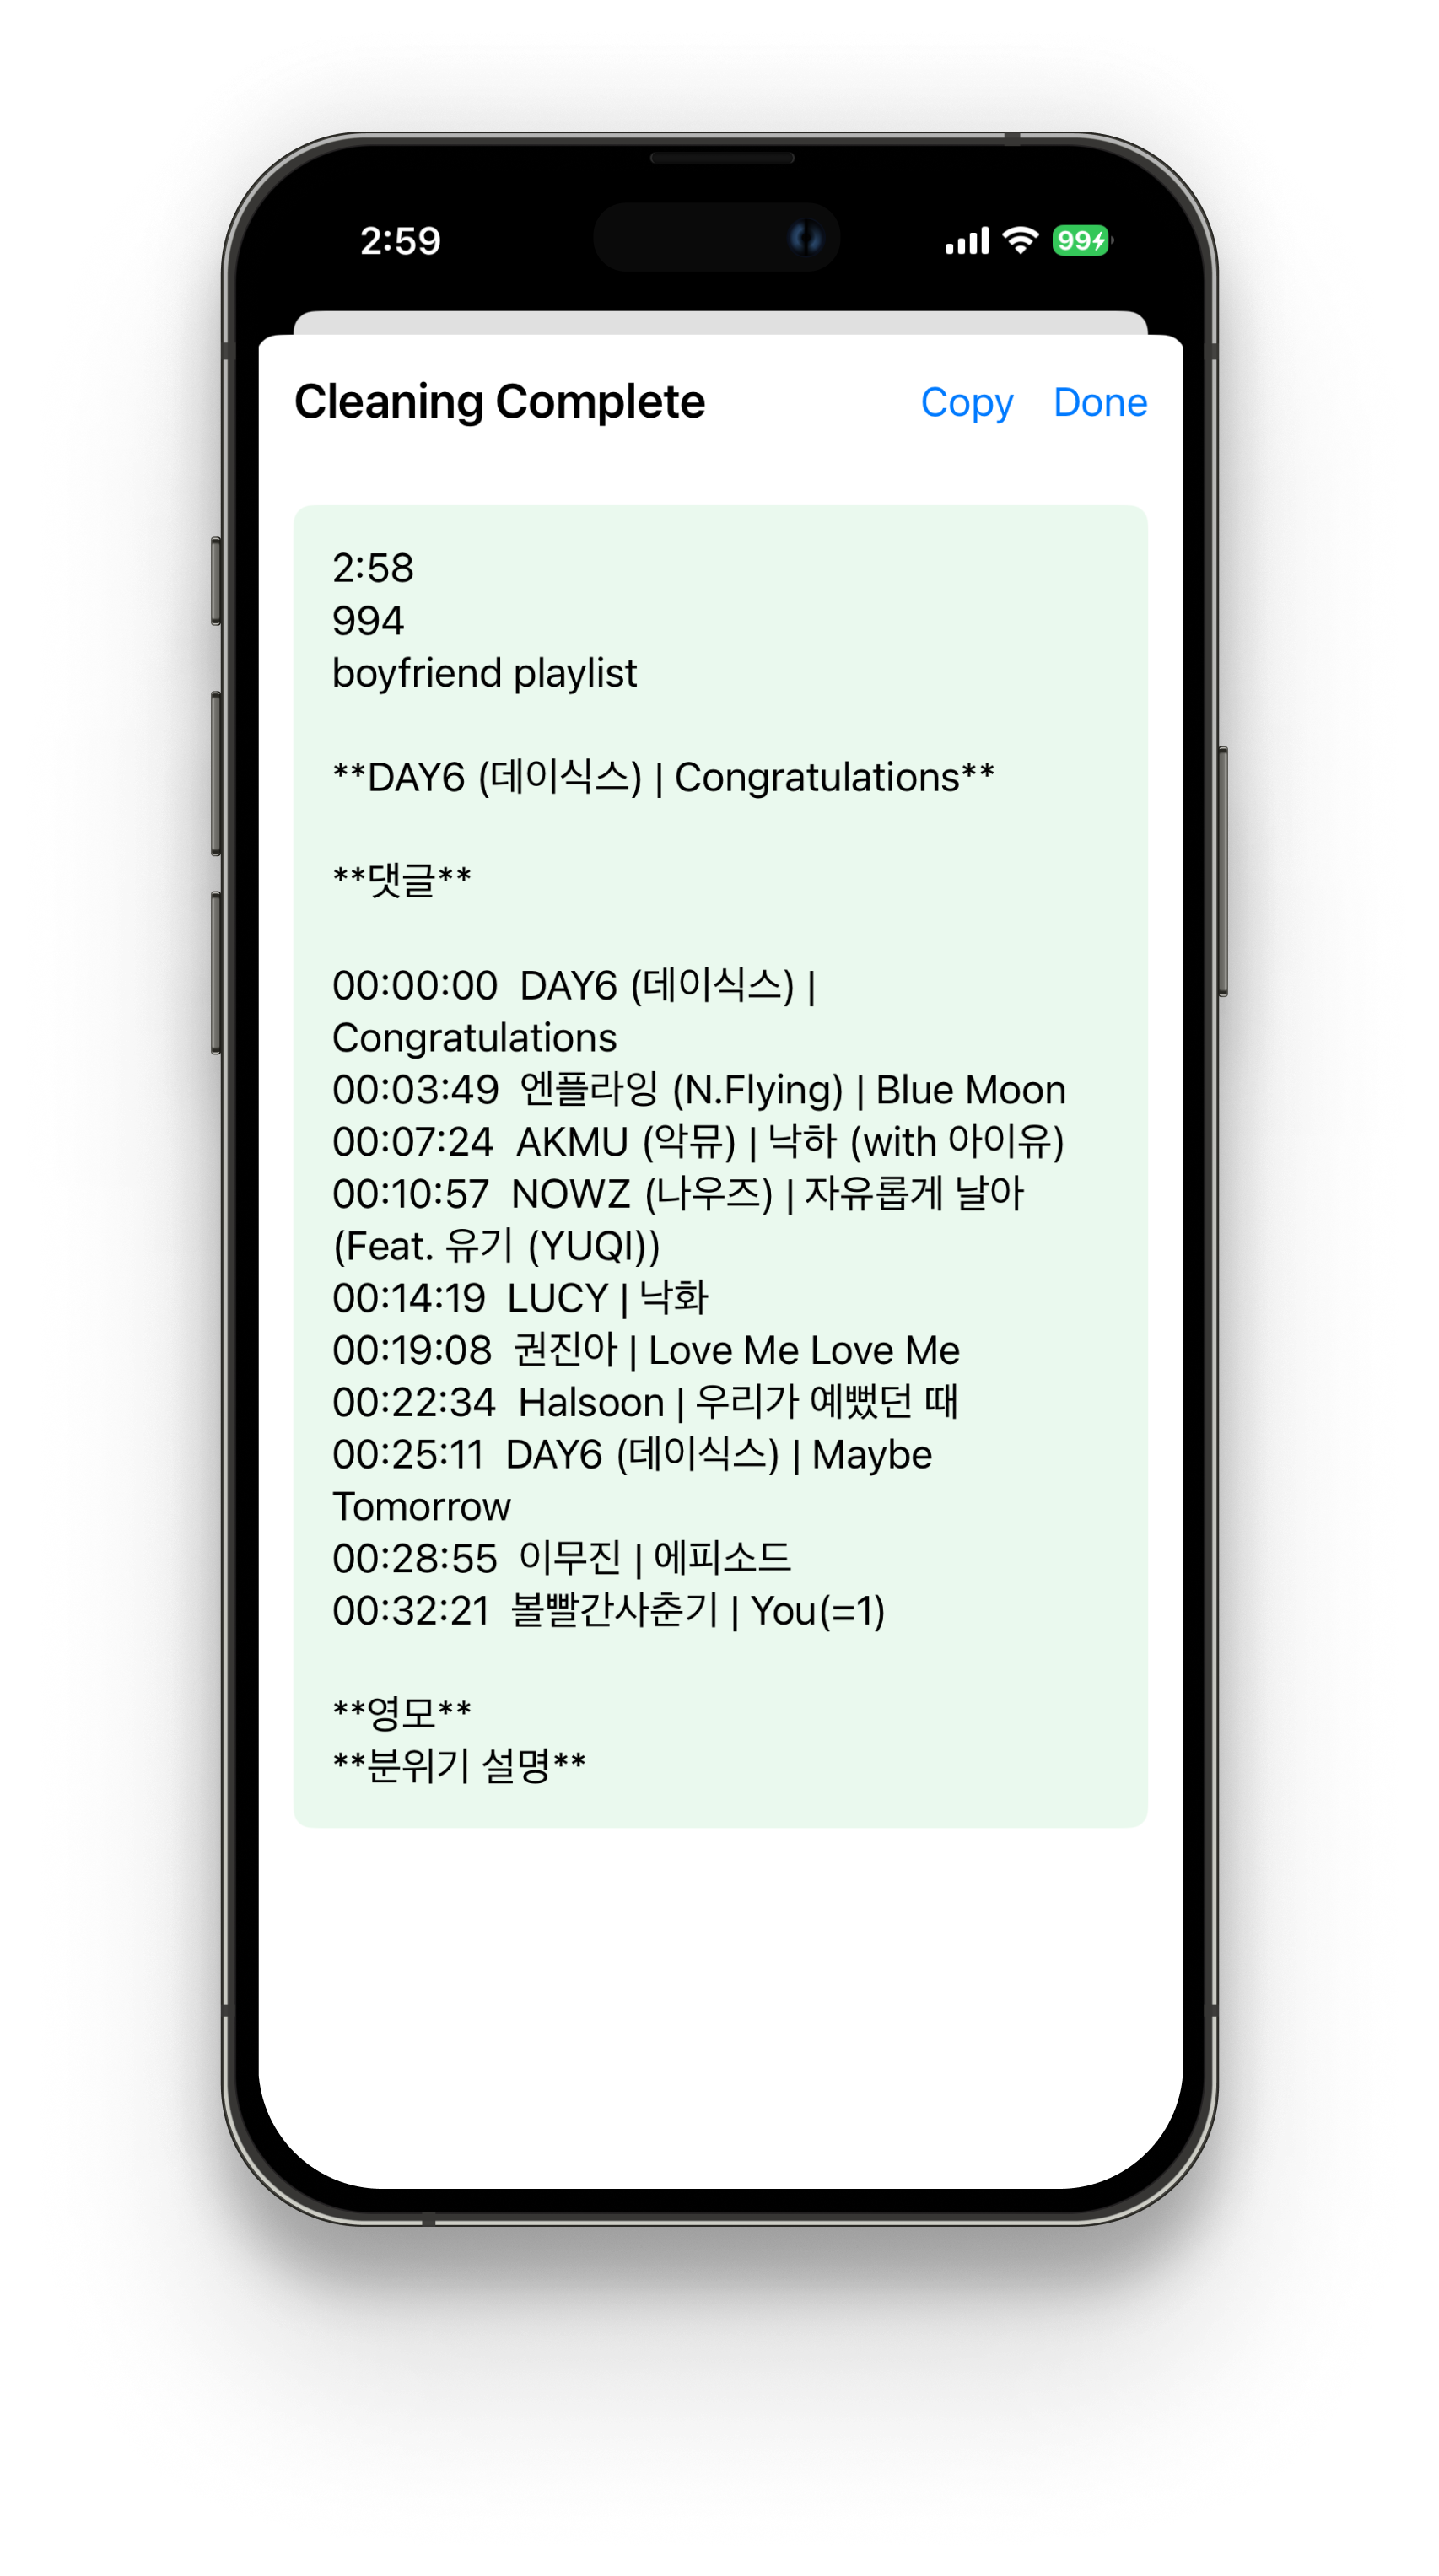 2:59
99
Cleaning Complete
Copy Done
2:58
994
boyfriend playlist
**DAY6 (데이식스) | Congratulations**
**댓글**
00:00:00 DAY6 (데이식스) |
Congratulations
00:03:49 엔플라잉 (N.Flying) | Blue Moon
00:07:24 AKMU (악뮤) | 낙하 (with 아이유)
00:10:57 NOWZ (나우즈) | 자유롭게 날아
(Feat. 유기 (YUQI))
00:14:19 LUCY | 낙화
00:19:08 권진아 | Love Me Love Me
00:22:34 Halsoon | 우리가 예뻤던 때
00:25:11 DAY6 (데이식스) | Maybe
Tomorrow
00:28:55 이무진 | 에피소드
00:32:21 볼빨간사춘기 | You(=1)
**영모**
**분위기 설명**